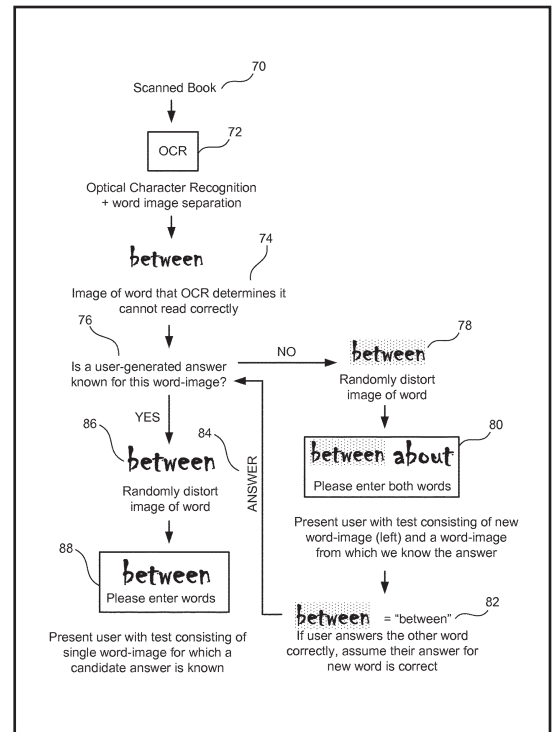 70
Scanned Book
72
OCR
Optical Character Recognition
+ word image separation
74
between
Image of word that OCR determines it
cannot read correctly
76
Is a user-generated answer
known for this word-image?
NO
78
between
Randomly distort
image of word
YES
86
84
between
Randomly distort
image of word
ANSWER
80
between about
Please enter both words
Present user with test consisting of new
word-image (left) and a word-image
from which we know the answer
88
between
Please enter words
Present user with test consisting of
single word-image for which a
candidate answer is known
between = "between" 82
If user answers the other word
correctly, assume their answer for
new word is correct